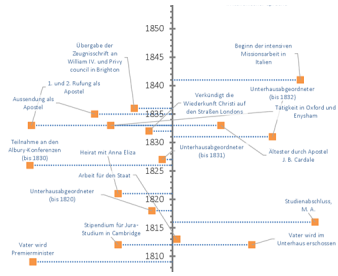 1850
Übergabe der
Zeugnisschrift an
William IV. und Privy
council in Brighton
Beginn der intensiven
Missionsarbeit in
Italien
1845
1. und 2. Rufung als
Apostel
1840
Unterhausabgeordneter
(bis 1832)
Aussendung als
Apostel
Verkündigt die
Wiederkunft Christi auf
den Straßen Londons
Tätigkeit in Oxford und
Enysham
1835
1831
Teilnahme an den
Albury-Konferenzen
(bis 1830)
Heirat mit Anna Eliza
Unterhausabgeordneter
(bis 1831)
Ältester durch Apostel
J. B. Cardale
1825
Arbeit für den Staat
Unterhausabgeordneter
(bis 1820)
1821
Studienabschluss,
M. A.
Stipendium für Jura-
Studium in Cambridge
1815
Vater wird im
Unterhaus erschossen
Vater wird
Premierminister
1810